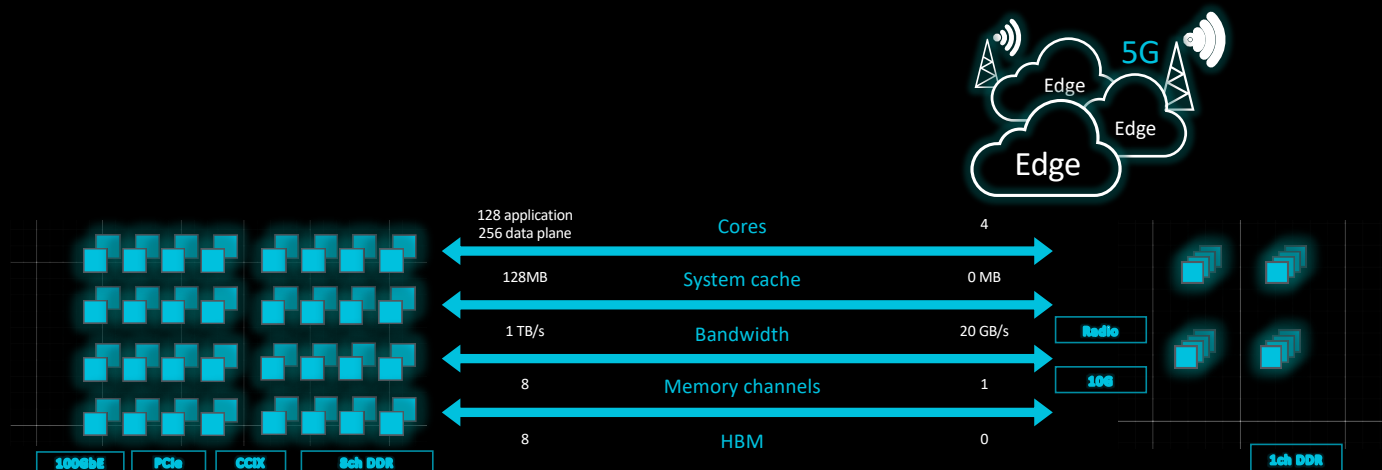 5G
Edge
Edge
Edge
128 application
256 data plane
Cores
4
128MB
System cache
0 MB
1 TB/s
Bandwidth
20 GB/s
Radio
8
Memory channels
1
10G
8
HBM
0
100GbE
PCIe
CCIX
8ch DDR
1ch DDR